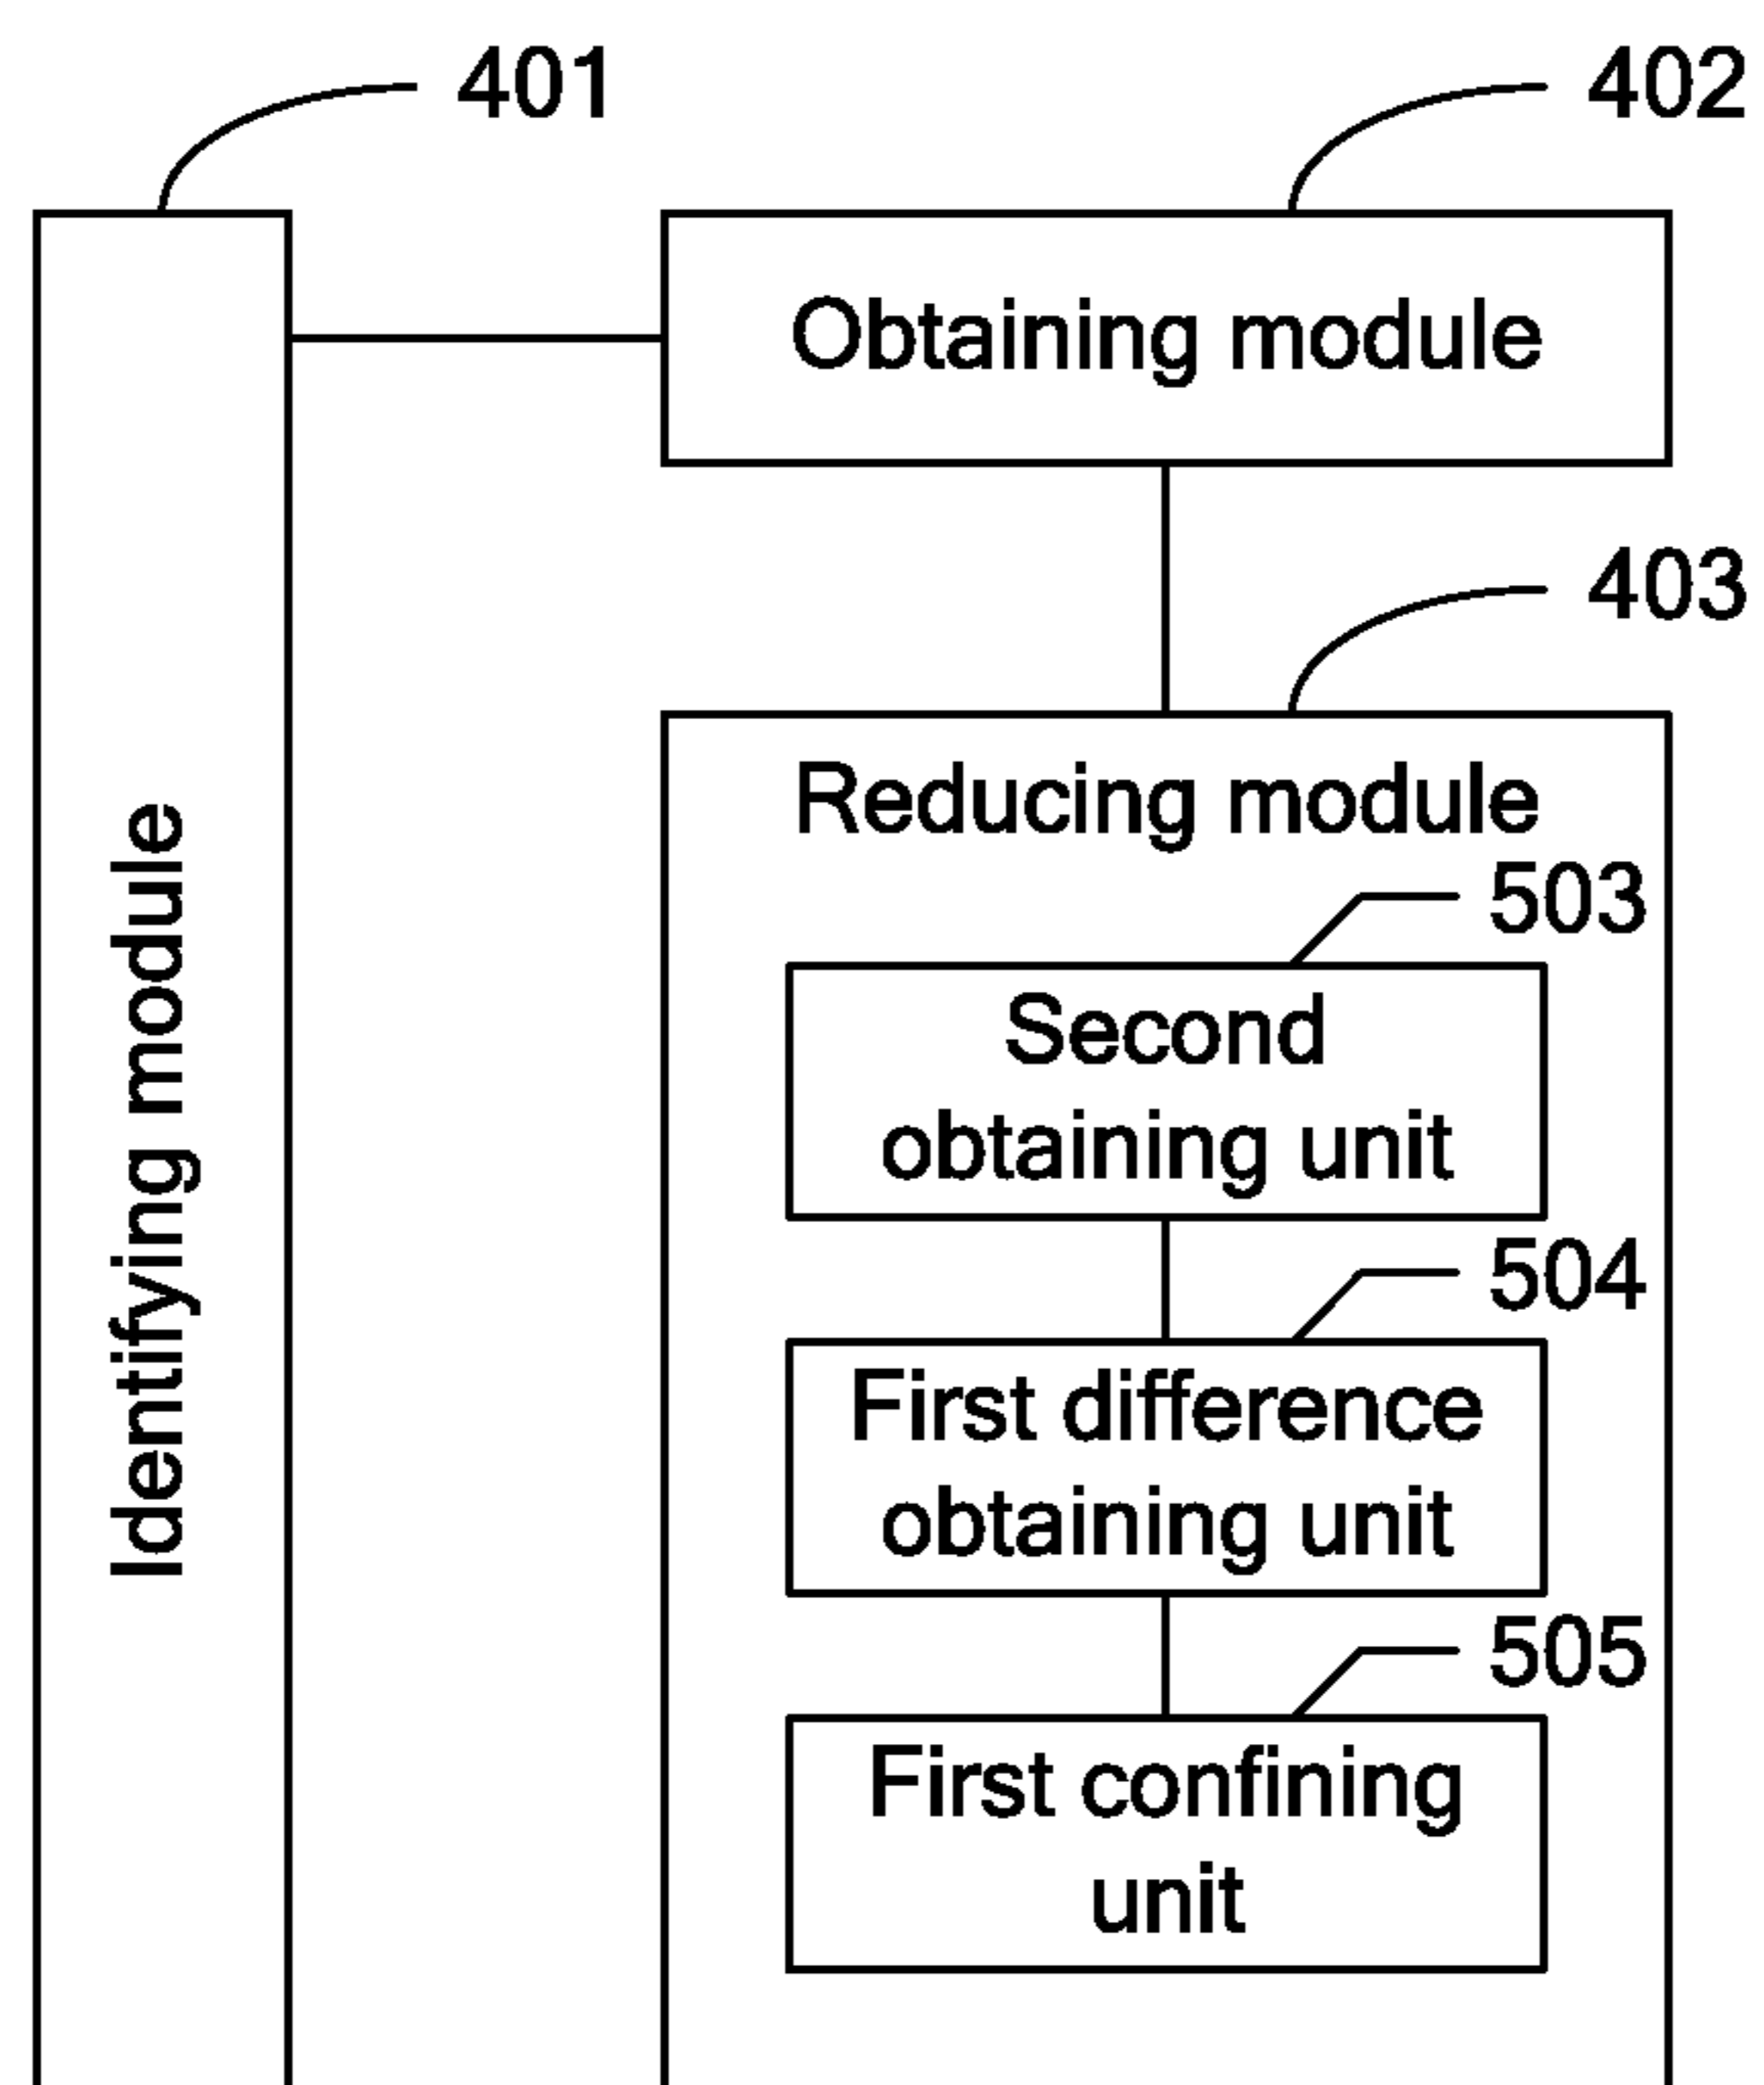 401
402
Obtaining module
403
Reducing module
503
Second
obtaining unit
504
First difference
obtaining unit
505
First confining
unit
Identifying module